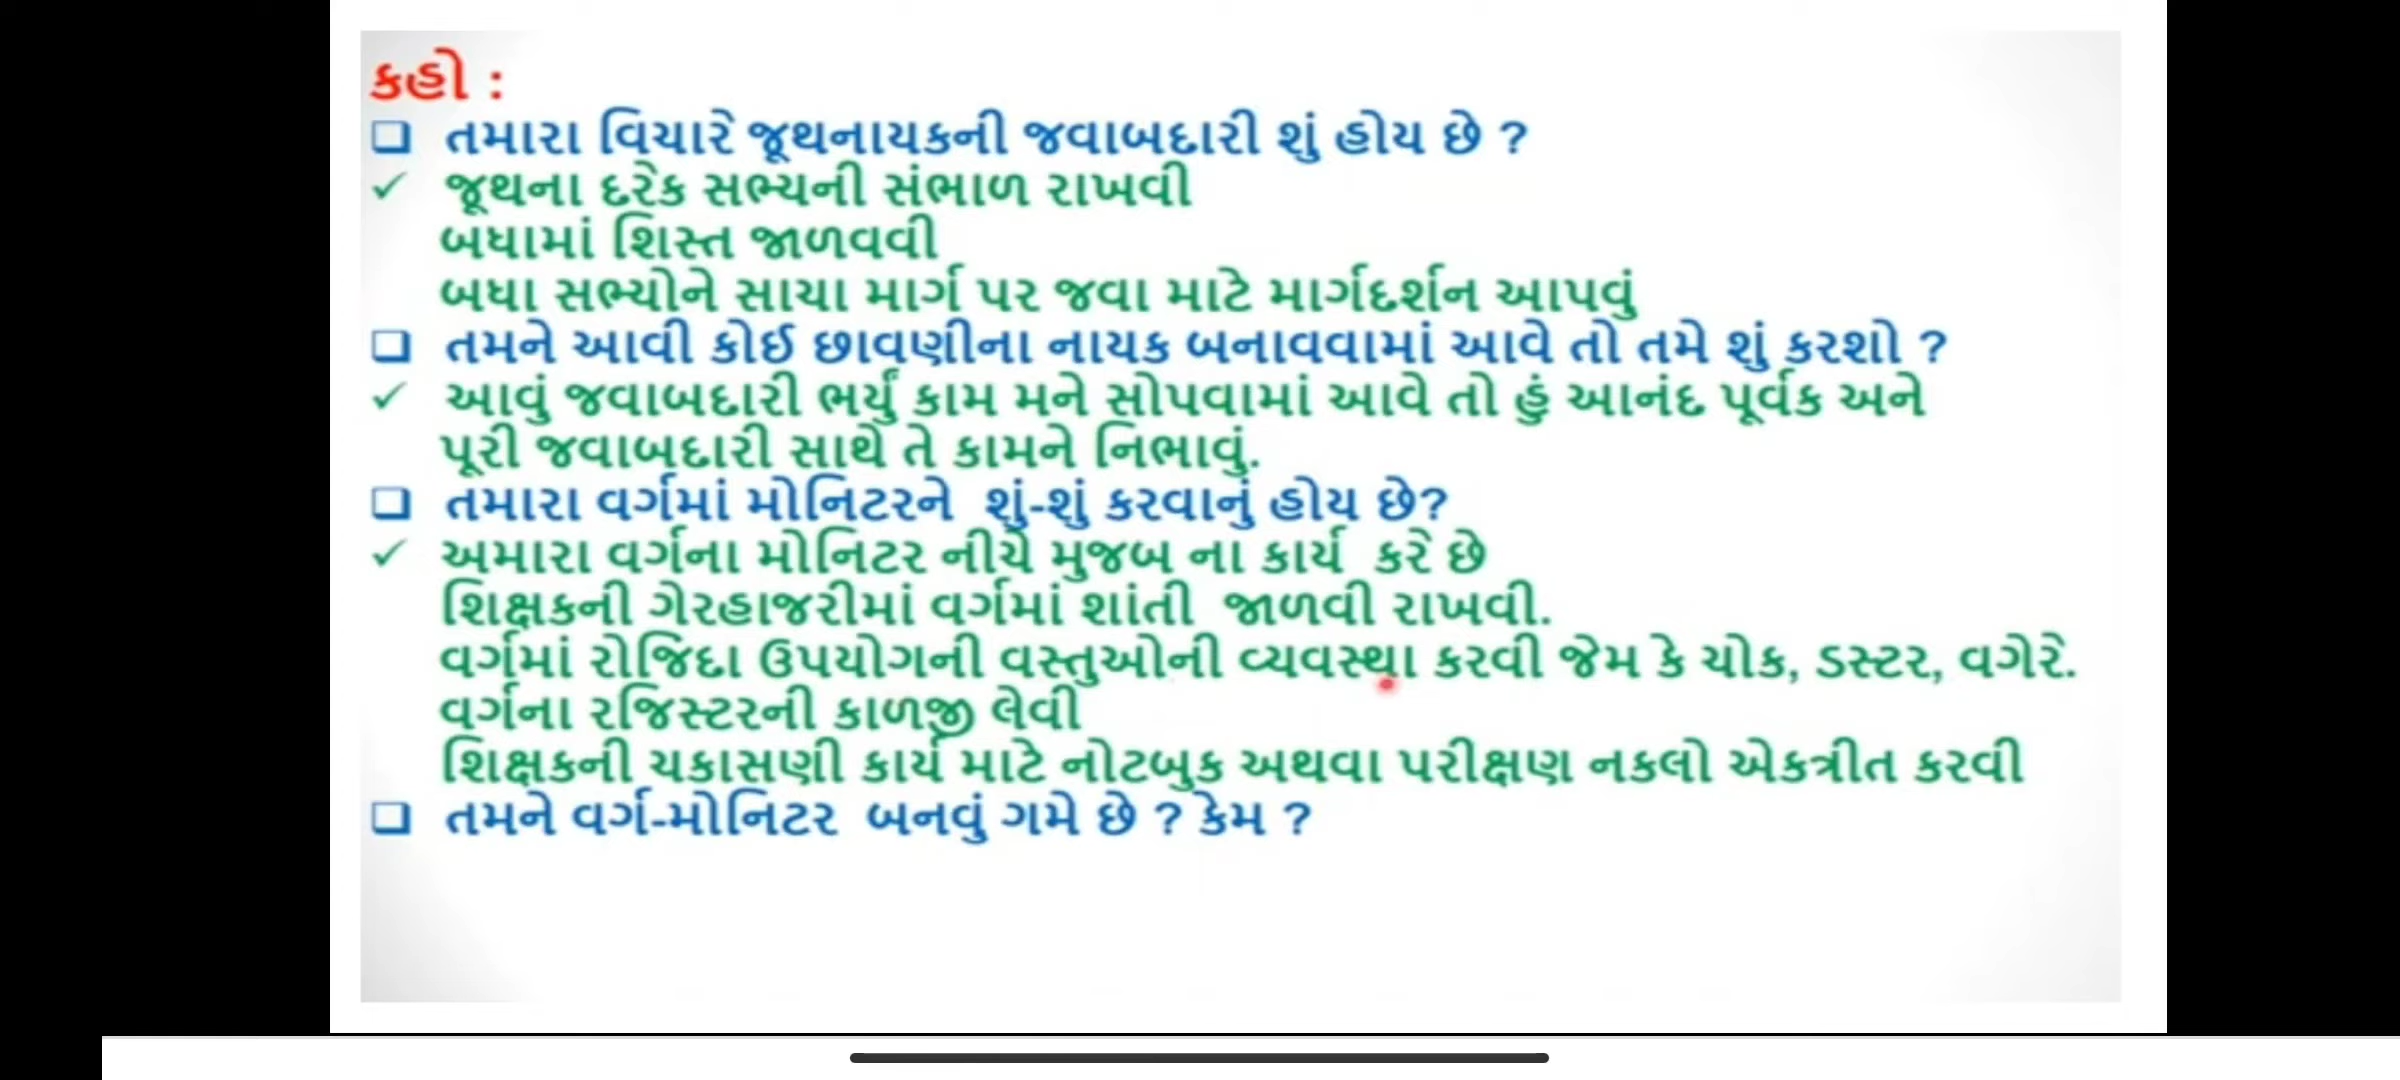 કહો :
❑ તમારા વિચારે જૂથનાયકની જવાબદારી શું હોય છે ?
✓ જૂથના દરેક સભ્યની સંભાળ રાખવી
બધામાં શિસ્ત જાળવવી
બધા સભ્યોને સાચા માર્ગ પર જવા માટે માર્ગદર્શન આપવું
❑ તમને આવી કોઈ છાવણીના નાયક બનાવવામાં આવે તો તમે શું કરશો ?
✓ આવું જવાબદારી ભર્યું કામ મને સોપવામાં આવે તો હું આનંદ પૂર્વક અને
પૂરી જવાબદારી સાથે તે કામને નિભાવું.
❑ તમારા વર્ગમાં મોનિટરને શું-શું કરવાનું હોય છે?
✓ અમારા વર્ગના મોનિટર નીચે મુજબ ના કાર્ય કરે છે
શિક્ષકની ગેરહાજરીમાં વર્ગમાં શાંતી જાળવી રાખવી.
વર્ગમાં રોજિદા ઉપયોગની વસ્તુઓની વ્યવસ્થા કરવી જેમ કે ચોક, ડસ્ટર, વગેરે.
વર્ગના રજિસ્ટરની કાળજી લેવી
શિક્ષકની ચકાસણી કાર્ય માટે નોટબુક અથવા પરીક્ષણ નકલો એકત્રીત કરવી
❑ તમને વર્ગ-મોનિટર બનવું ગમે છે ? કેમ ?